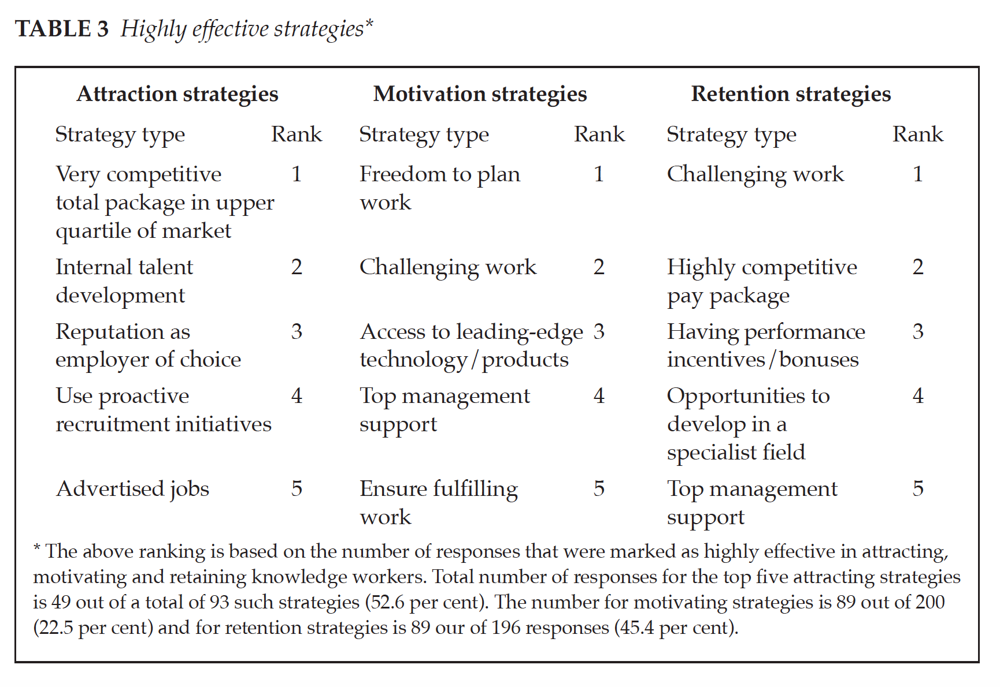 TABLE 3 Highly effective strategies*
Attraction strategies Motivation strategies Retention strategies
Strategy type Rank Strategy type Rank Strategy type Rank
Very competitive 1 Freedom to plan 1 Challenging work 1
total package in upper work
quartile of market
Internal talent 2 Challenging work 2 Highly competitive 2
development pay package
Reputation as 3 Access to leading-edge 3 Having performance 3
employer of choice technology/products incentives/bonuses
Use proactive 4 Top management 4 Opportunities to 4
recruitment initiatives support develop in a
specialist field
Advertised jobs 5 Ensure fulfilling 5 Top management 5
work support
* The above ranking is based on the number of responses that were marked as highly effective in attracting,
motivating and retaining knowledge workers. Total number of responses for the top five attracting strategies
is 49 out of a total of 93 such strategies (52.6 per cent). The number for motivating strategies is 89 out of 200
(22.5 per cent) and for retention strategies is 89 our of 196 responses (45.4 per cent).